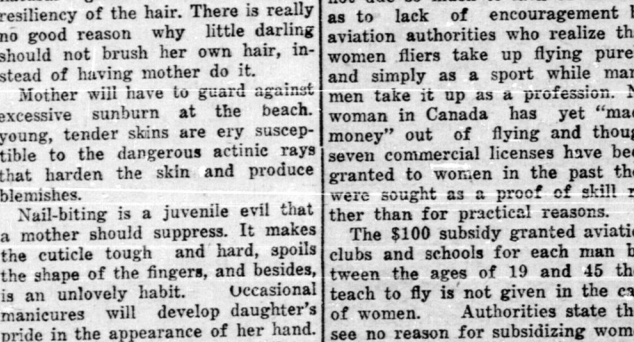 resiliency of the hair. There is really
no good reason why little darling
should not brush her own hair, in-
stead of having mother do it.
Mother will have to guard against
excessive sunburn at the beach.
young, tender skins are ery suscep-
tible to the dangerous actinic rays
that harden the skin and produce
blemishes.
Nail-biting is a juvenile evil that
a mother should suppress. It makes
the cuticle tough and hard, spoils
the shape of the fingers, and besides,
is an unlovely habit. Occasional
manicures will develop daughter's
pride in the appearance of her hand.
as to lack of encouragement
aviation authorities who realize th
women fliers take up flying pure
and simply as a sport while man
men take it up as a profession. N
woman in Canada has yet "mad
money" out of flying and thoug
seven commercial licenses have bee
granted to women in the past th
were sought as a proof of skill r
ther than for practical reasons.
The $100 subsidy granted aviatio
clubs and schools for each man b
tween the ages of 19 and 45 th
teach to fly is not given in the ca
of women. Authorities state th
see no reason for subsidizing wom